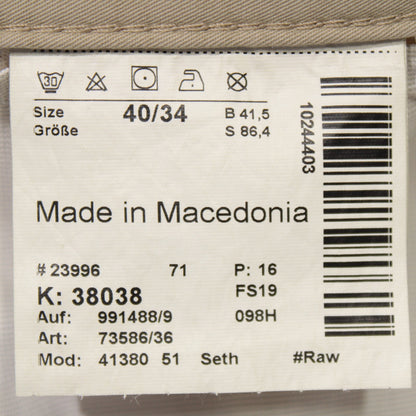 30
Size 40/34 B 41,5
Größe S 86,4
10244403
Made in Macedonia
# 23996 71 P: 16
K: 38038 FS19
Auf: 991488/9 098H
Art: 73586/36
Mod: 41380 51 Seth #Raw